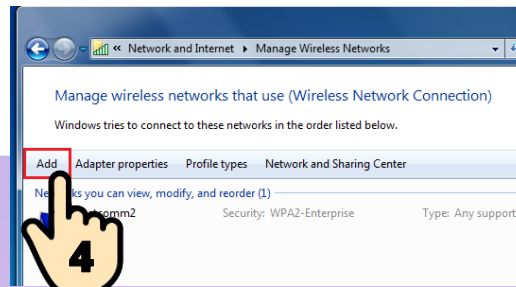 « Network and Internet ▸ Manage Wireless Networks
Manage wireless networks that use (Wireless Network Connection)
Windows tries to connect to these networks in the order listed below.
Add Adapter properties Profile types Network and Sharing Center
you can view, modify, and reorder (1)
Security: WPA2-Enterprise Type: Any support
4